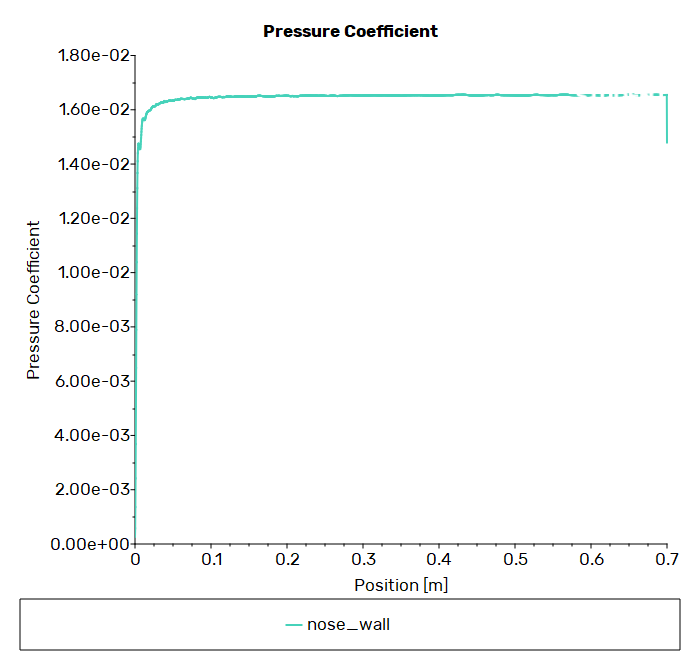 Pressure Coefficient
1.80e-02
1.60e-02
1.40e-02
1.20e-02
1.00e-02
8.00e-03
6.00e-03
4.00e-03
2.00e-03
0.00e+00
Pressure Coefficient
0 0.1 0.2 0.3 0.4 0.5 0.6 0.7
Position [m]
nose_wall